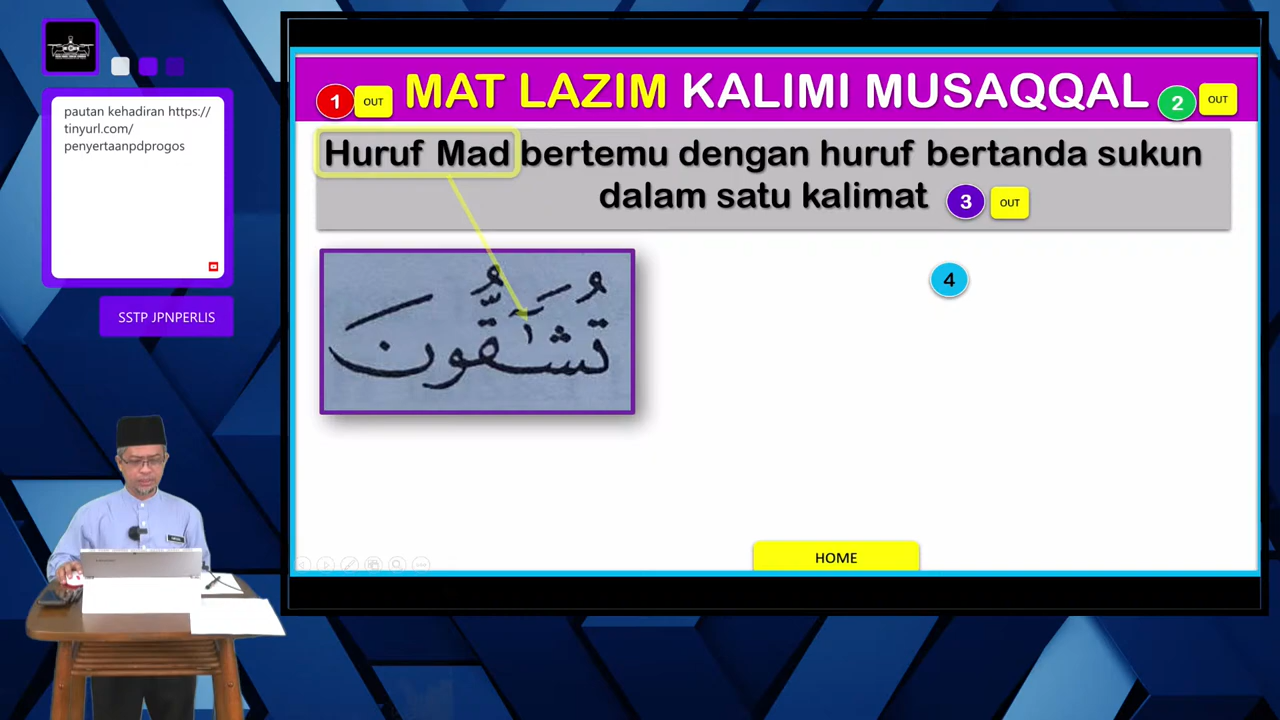 pautan kehadiran https://
tinyurl.com/
penyertaanpdprogos
SSTP JPNPERLIS
1 OUT MAT LAZIM KALIMI MUSAQQAL 2 OUT
Huruf Mad bertemu dengan huruf bertanda sukun
dalam satu kalimat 3 OUT
4
تُشَـٰقُّونَ
HOME